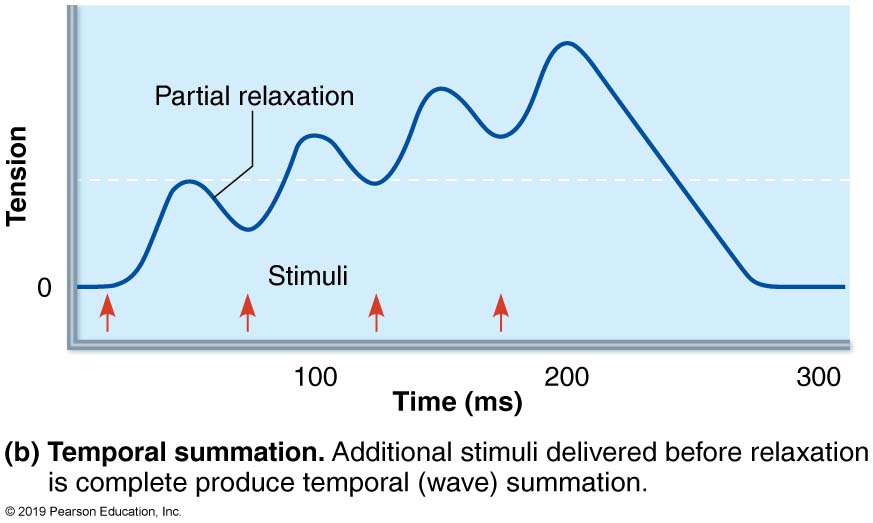 Partial relaxation
Tension
Stimuli
0
100 200 300
Time (ms)
(b) Temporal summation. Additional stimuli delivered before relaxation
is complete produce temporal (wave) summation.
© 2019 Pearson Education, Inc.